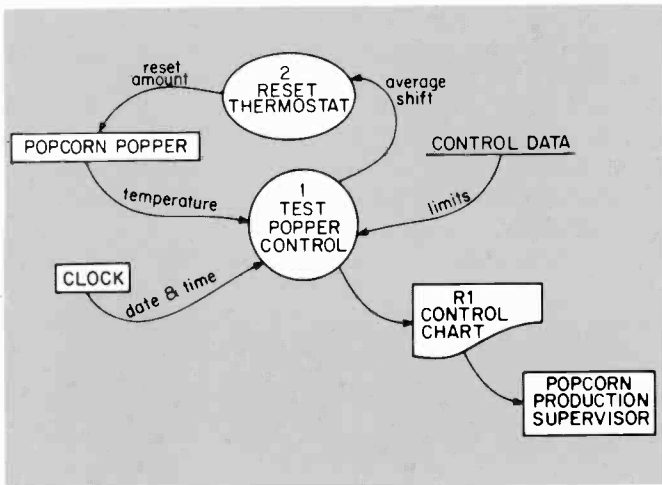 2
RESET
THERMOSTAT
reset
amount
average
shift
POPCORN POPPER
CONTROL DATA
temperature
1
TEST
POPPER
CONTROL
limits
CLOCK
date & time
R1
CONTROL
CHART
POPCORN
PRODUCTION
SUPERVISOR